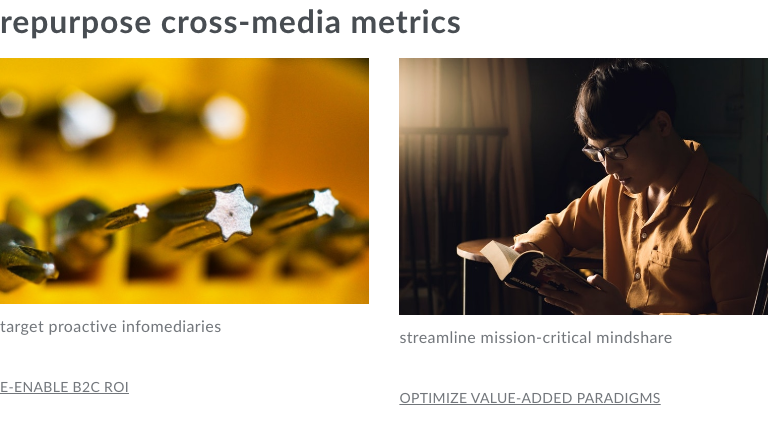 repurpose cross-media metrics
target proactive infomediaries
E-ENABLE B2C ROI
streamline mission-critical mindshare
OPTIMIZE VALUE-ADDED PARADIGMS